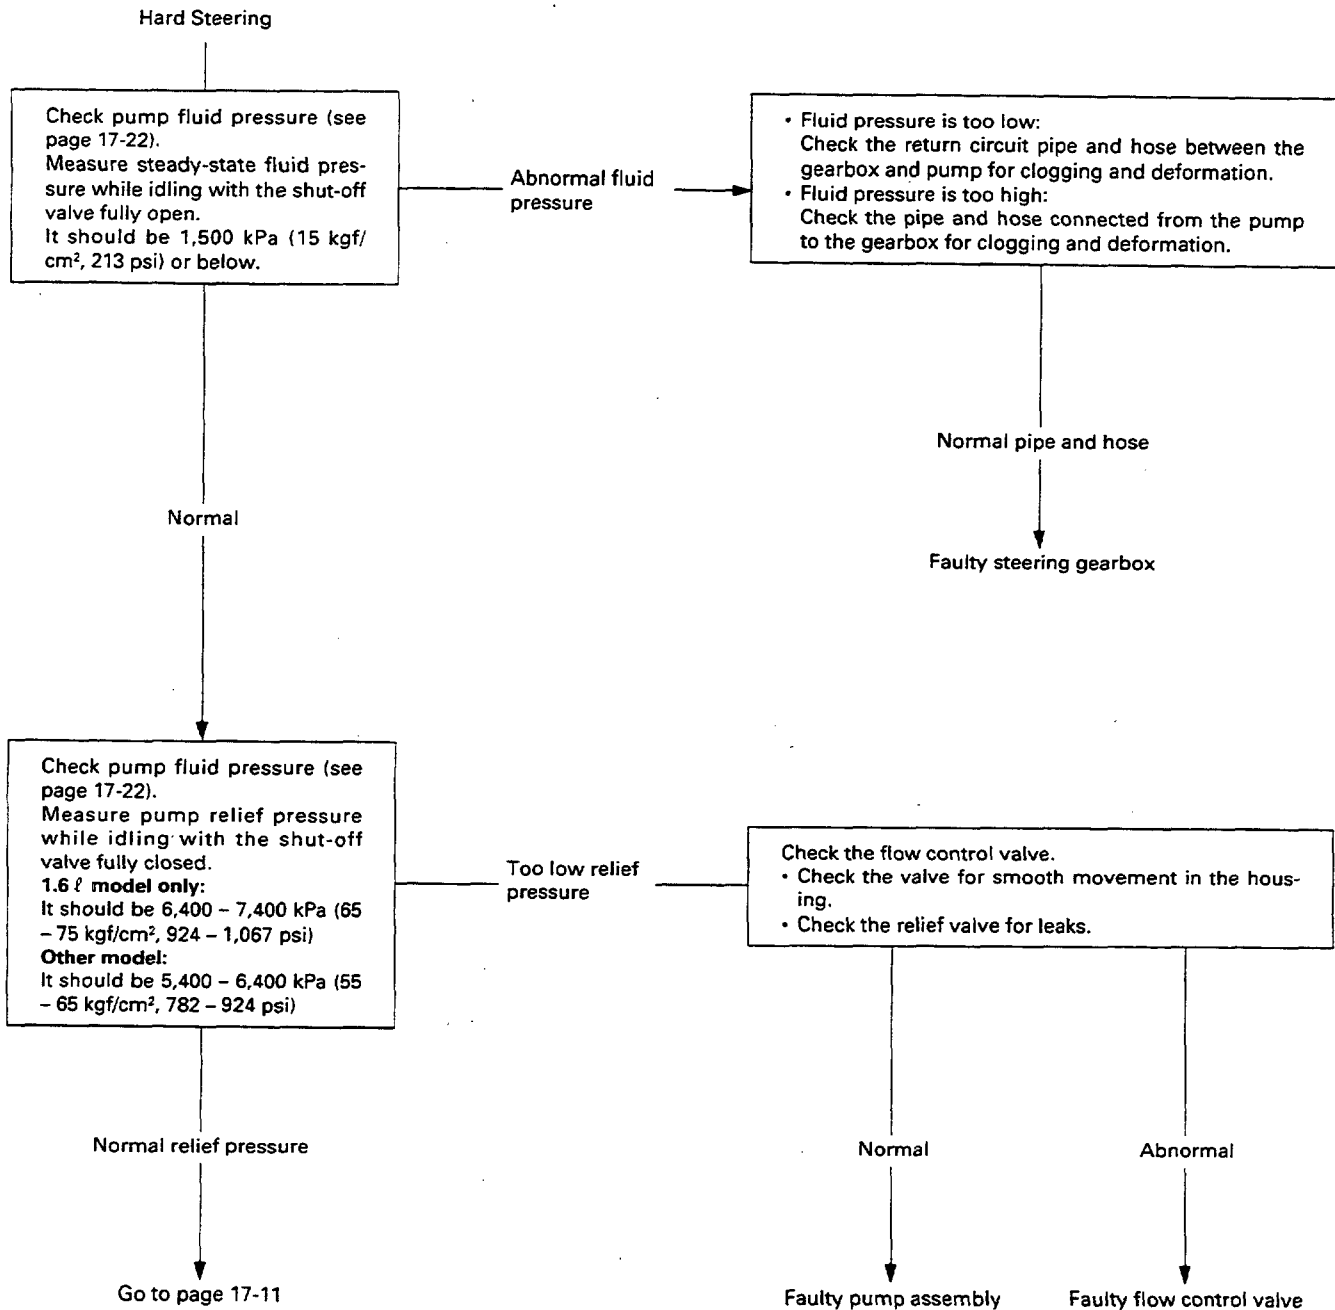 Hard Steering
Check pump fluid pressure (see
page 17-22).
Measure steady-state fluid pres-
sure while idling with the shut-off
valve fully open.
It should be 1,500 kPa (15 kgf/
cm², 213 psi) or below.
Abnormal fluid
pressure
• Fluid pressure is too low:
Check the return circuit pipe and hose between the
gearbox and pump for clogging and deformation.
• Fluid pressure is too high:
Check the pipe and hose connected from the pump
to the gearbox for clogging and deformation.
Normal pipe and hose
Faulty steering gearbox
Normal
Check pump fluid pressure (see
page 17-22).
Measure pump relief pressure
while idling with the shut-off
valve fully closed.
1.6 ℓ model only:
It should be 6,400 – 7,400 kPa (65
– 75 kgf/cm², 924 – 1,067 psi)
Other model:
It should be 5,400 – 6,400 kPa (55
– 65 kgf/cm², 782 – 924 psi)
Too low relief
pressure
Check the flow control valve.
• Check the valve for smooth movement in the hous-
ing.
• Check the relief valve for leaks.
Normal relief pressure
Normal
Abnormal
Go to page 17-11
Faulty pump assembly
Faulty flow control valve